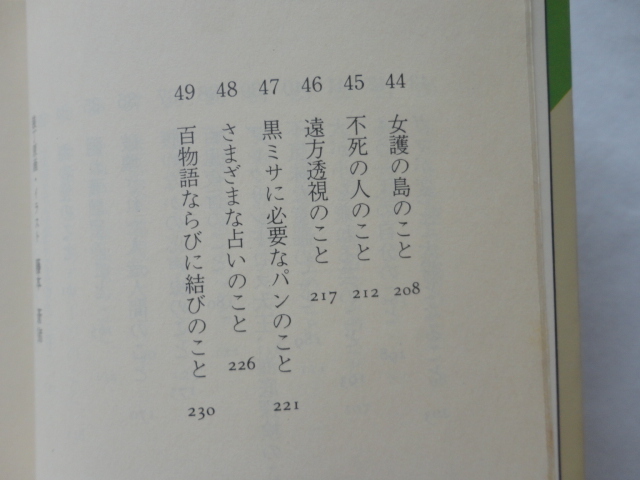 44 女護の島のこと 208
45 不死の人のこと 212
46 遠方透視のこと 217
47 黒ミサに必要なパンのこと 221
48 さまざまな占いのこと 226
49 百物語ならびに結びのこと 230